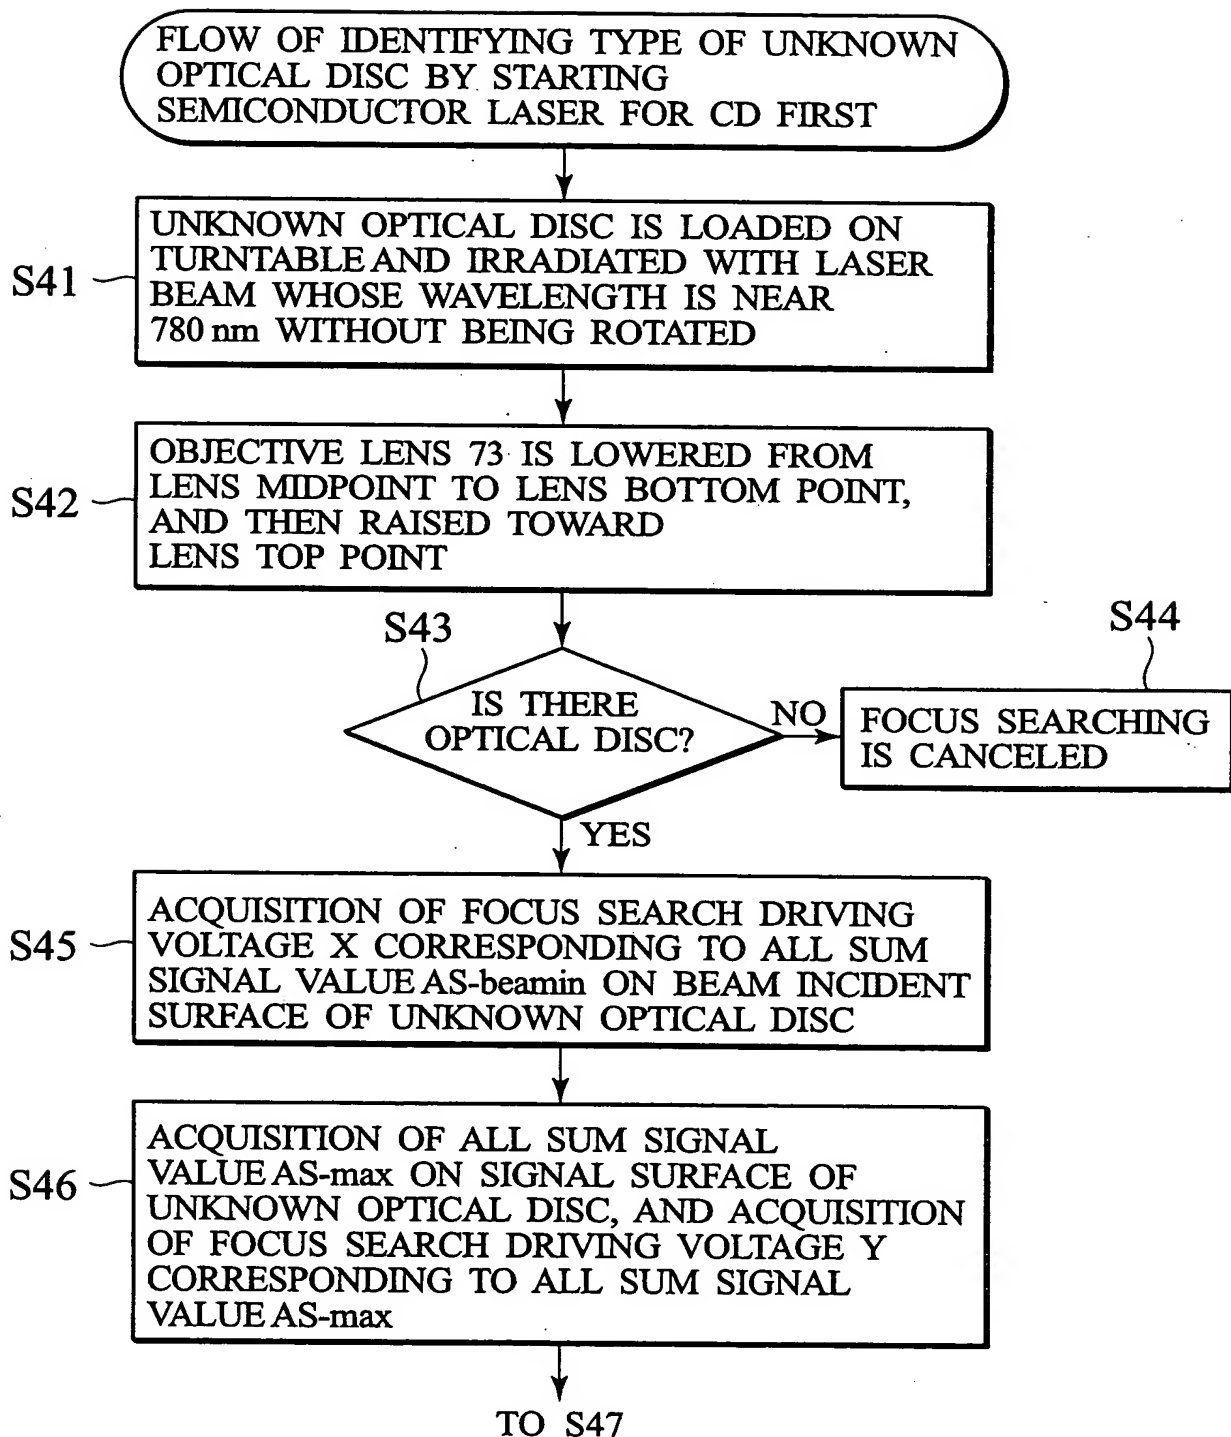 FLOW OF IDENTIFYING TYPE OF UNKNOWN
OPTICAL DISC BY STARTING
SEMICONDUCTOR LASER FOR CD FIRST
S41
UNKNOWN OPTICAL DISC IS LOADED ON
TURNTABLE AND IRRADIATED WITH LASER
BEAM WHOSE WAVELENGTH IS NEAR
780 nm WITHOUT BEING ROTATED
S42
OBJECTIVE LENS 73 IS LOWERED FROM
LENS MIDPOINT TO LENS BOTTOM POINT,
AND THEN RAISED TOWARD
LENS TOP POINT
S43
IS THERE
OPTICAL DISC?
NO
S44
FOCUS SEARCHING
IS CANCELED
YES
S45
ACQUISITION OF FOCUS SEARCH DRIVING
VOLTAGE X CORRESPONDING TO ALL SUM
SIGNAL VALUE AS-beamin ON BEAM INCIDENT
SURFACE OF UNKNOWN OPTICAL DISC
S46
ACQUISITION OF ALL SUM SIGNAL
VALUE AS-max ON SIGNAL SURFACE OF
UNKNOWN OPTICAL DISC, AND ACQUISITION
OF FOCUS SEARCH DRIVING VOLTAGE Y
CORRESPONDING TO ALL SUM SIGNAL
VALUE AS-max
TO S47